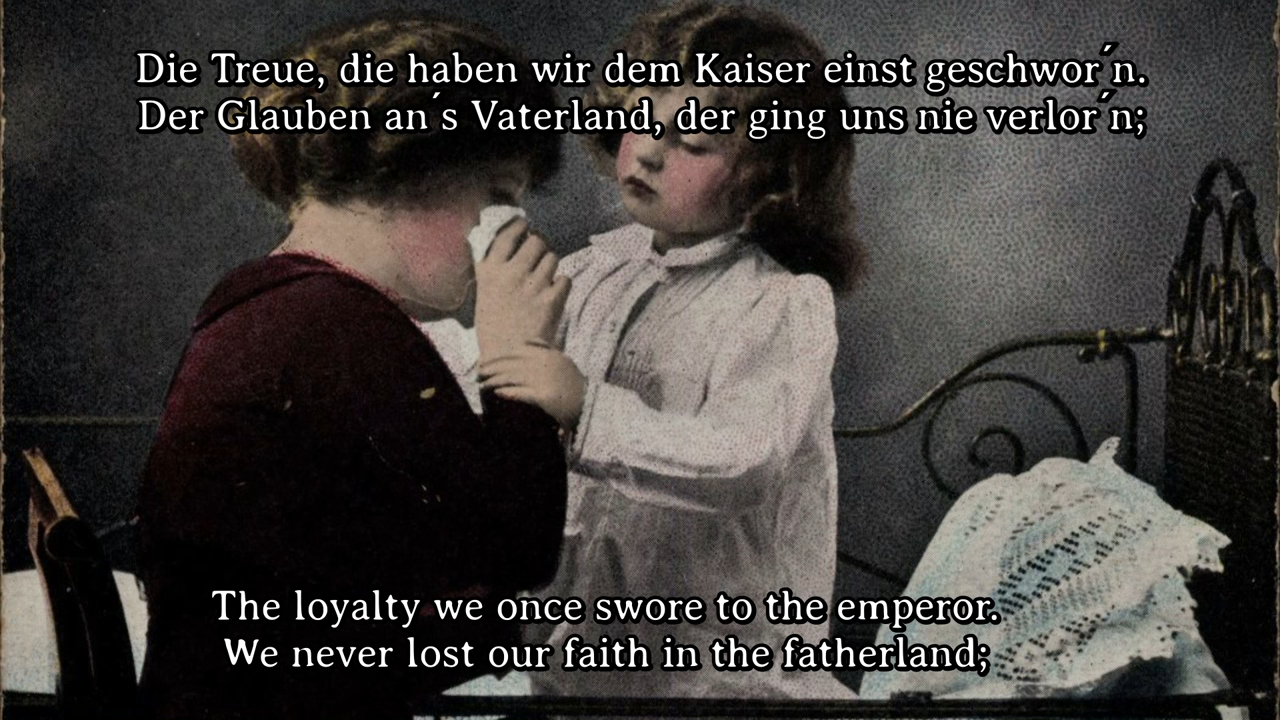 Die Treue, die haben wir dem Kaiser einst geschwor´n.
Der Glauben an´s Vaterland, der ging uns nie verlor´n;
The loyalty we once swore to the emperor.
We never lost our faith in the fatherland;